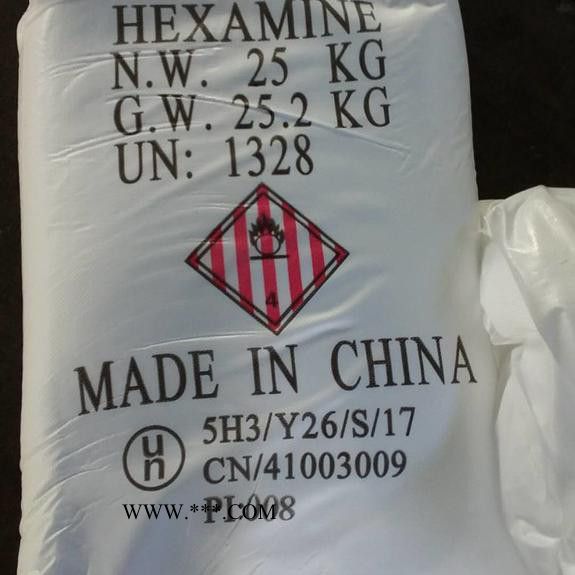 HEXAMINE
N.W. 25 KG
G.W. 25.2 KG
UN: 1328
4
MADE IN CHINA
un
5H3/Y26/S/17
CN/41003009
WWW.***.COM